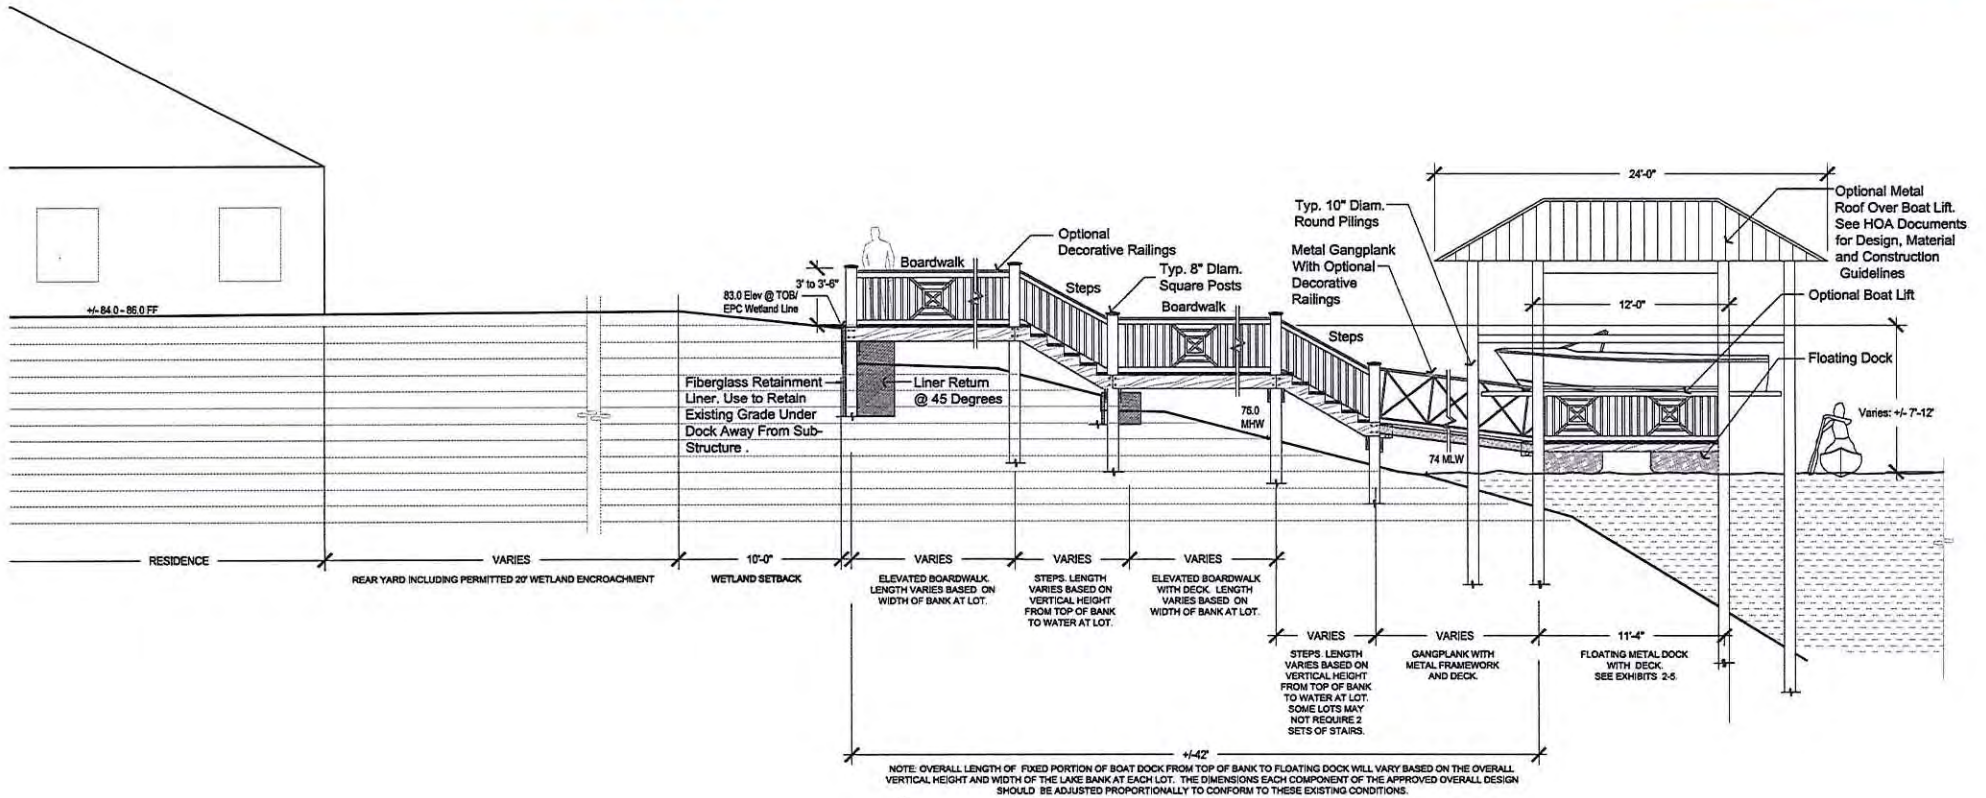 24'-0"
Optional Metal
Roof Over Boat Lift.
See HOA Documents
for Design, Material
and Construction
Guidelines
Typ. 10" Diam.
Round Pilings
Optional
Decorative Railings
Metal Gangplank
With Optional
Decorative
Railings
Boardwalk
Typ. 8" Diam.
Square Posts
Steps
3' to 3'-6"
83.0 Elev @ TOB/
EPC Wetland Line
12'-0"
Optional Boat Lift
Boardwalk
+/- 84.0 - 86.0 FF
Steps
Floating Dock
Fiberglass Retainment
Liner. Use to Retain
Existing Grade Under
Dock Away From Sub-
Structure .
Liner Return
@ 45 Degrees
76.0
MHW
Varies: +/- 7'-12'
74 MLW
RESIDENCE
VARIES
10'-0"
VARIES
VARIES
VARIES
REAR YARD INCLUDING PERMITTED 20' WETLAND ENCROACHMENT
WETLAND SETBACK
ELEVATED BOARDWALK.
LENGTH VARIES BASED ON
WIDTH OF BANK AT LOT.
STEPS. LENGTH
VARIES BASED ON
VERTICAL HEIGHT
FROM TOP OF BANK
TO WATER AT LOT.
ELEVATED BOARDWALK
WITH DECK. LENGTH
VARIES BASED ON
WIDTH OF BANK AT LOT.
VARIES
VARIES
11'-4"
STEPS. LENGTH
VARIES BASED ON
VERTICAL HEIGHT
FROM TOP OF BANK
TO WATER AT LOT.
SOME LOTS MAY
NOT REQUIRE 2
SETS OF STAIRS.
GANGPLANK WITH
METAL FRAMEWORK
AND DECK.
FLOATING METAL DOCK
WITH DECK.
SEE EXHIBITS 2-5.
+/-42'
NOTE: OVERALL LENGTH OF FIXED PORTION OF BOAT DOCK FROM TOP OF BANK TO FLOATING DOCK WILL VARY BASED ON THE OVERALL
VERTICAL HEIGHT AND WIDTH OF THE LAKE BANK AT EACH LOT. THE DIMENSIONS EACH COMPONENT OF THE APPROVED OVERALL DESIGN
SHOULD BE ADJUSTED PROPORTIONALLY TO CONFORM TO THESE EXISTING CONDITIONS.